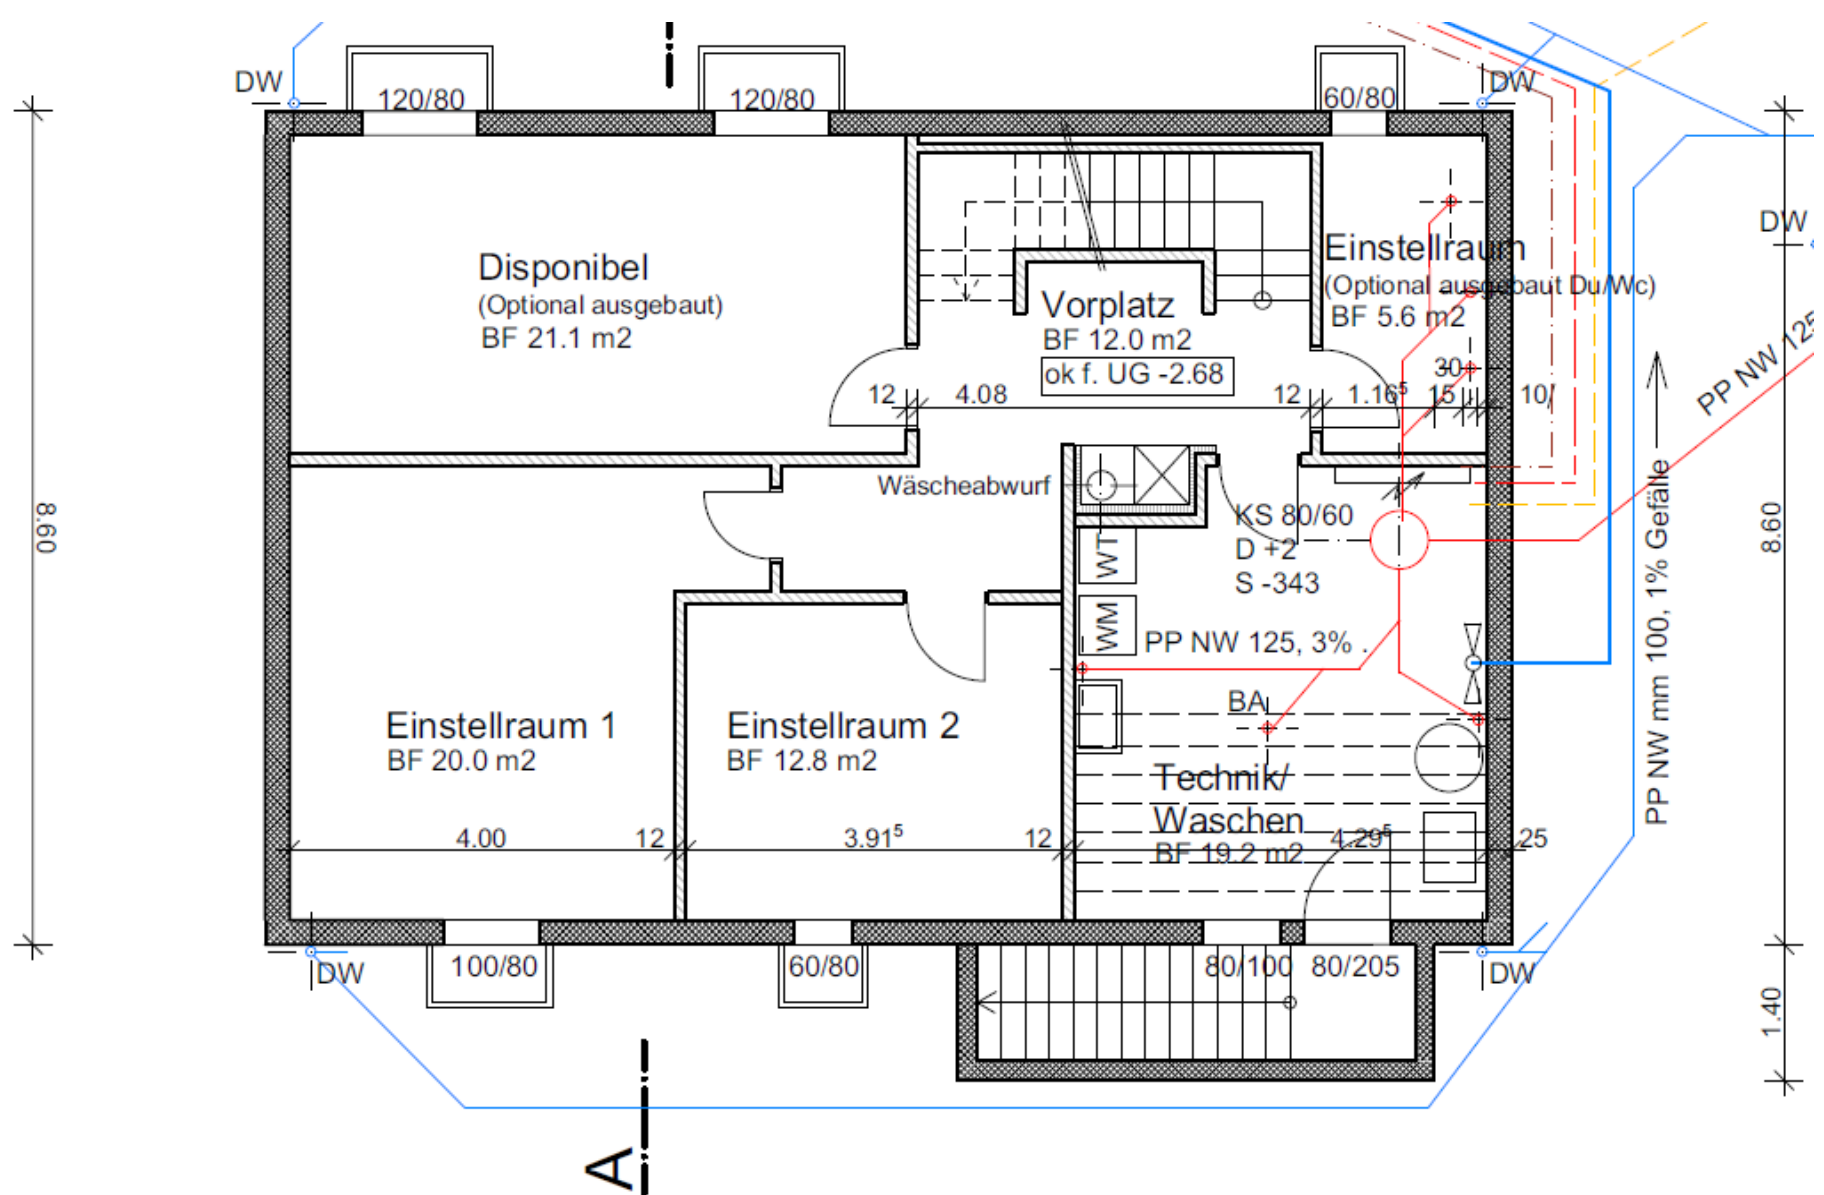 DW
120/80
120/80
60/80
DW
DW
Disponibel
(Optional ausgebaut)
BF 21.1 m2
Vorplatz
BF 12.0 m2
ok f. UG -2.68
Einstellraum
(Optional ausgebaut Du/Wc)
BF 5.6 m2
30
12
4.08
12
1.16⁵
15
10/
PP NW 125
8.60
Wäscheabwurf
KS 80/60
D +2
S -343
WT
WM
PP NW 125, 3% .
PP NW mm 100, 1% Gefälle
8.60
BA
Einstellraum 1
BF 20.0 m2
Einstellraum 2
BF 12.8 m2
Technik/
Waschen
BF 19.2 m2
4.00
12
3.91⁵
12
4.29⁵
25
DW
100/80
60/80
80/100
80/205
DW
1.40
A